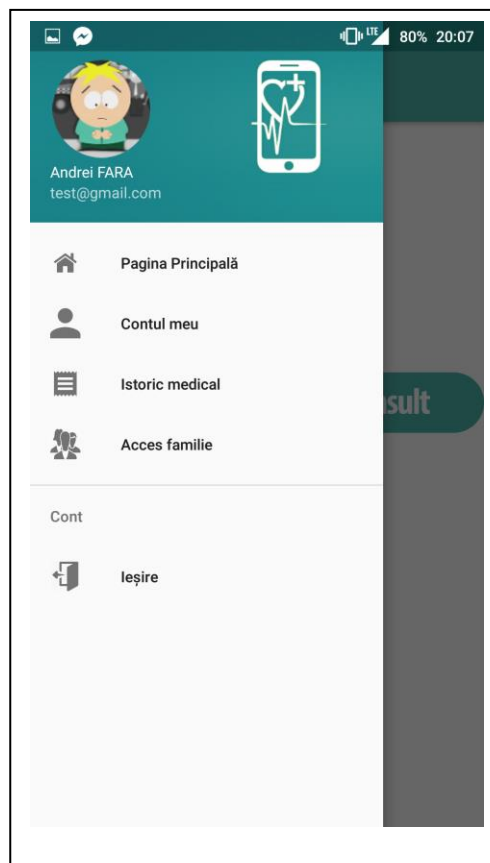 LTE 80% 20:07
Andrei FARA
test@gmail.com
Pagina Principală
Contul meu
Istoric medical
sult
Acces familie
Cont
Ieșire